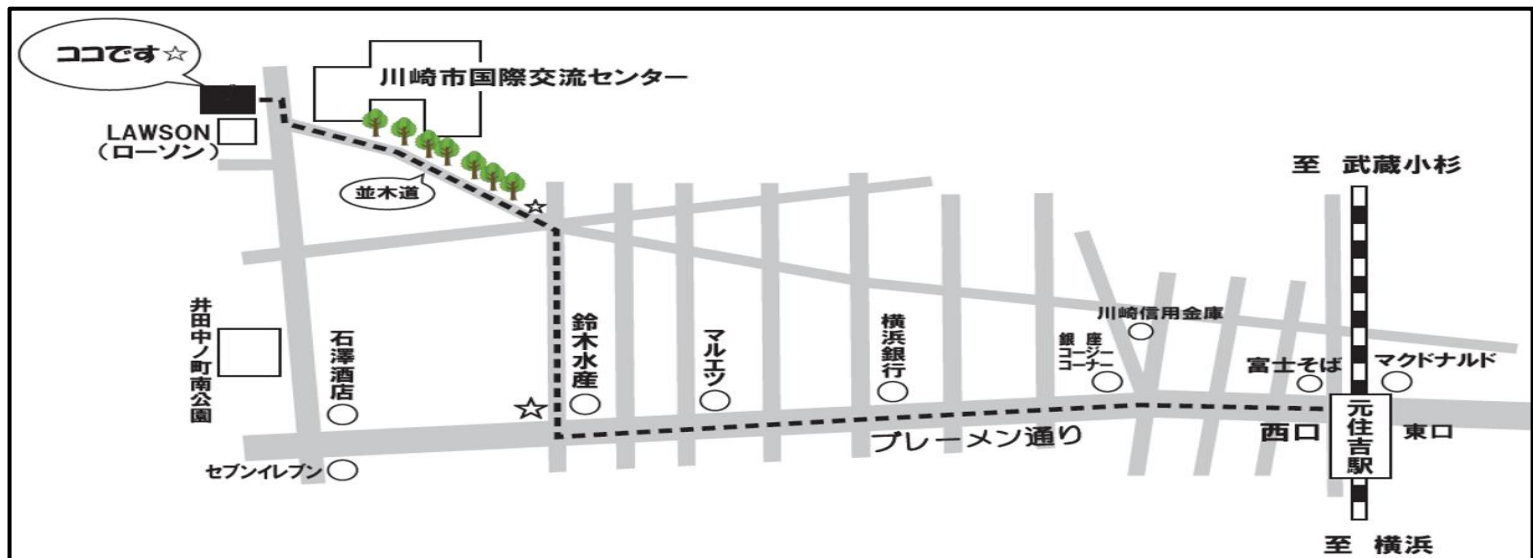 ココです☆
川崎市国際交流センター
LAWSON
（ローソン）
並木道
至 武蔵小杉
井田中ノ町南公園
石澤酒店
鈴木水産
マルエツ
横浜銀行
銀座
コージー
コーナー
川崎信用金庫
富士そば
マクドナルド
セブンイレブン
ブレーメン通り
西口
元住吉駅
東口
至 横浜